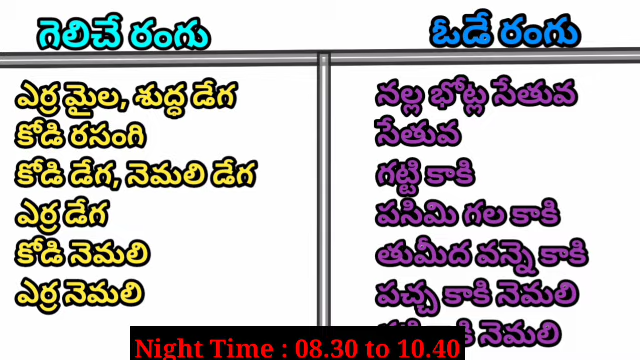 గెలిచే రంగు
ఓడే రంగు
ఎర్ర మైల, శుద్ధ డేగ
కోడి రసంగి
కోడి డేగ, నెమలి డేగ
ఎర్ర డేగ
కోడి నెమలి
ఎర్ర నెమలి
నల్ల భోట్ల సేతువ
సేతువ
గట్టి కాకి
పసిమి గల కాకి
తుమీద వన్నె కాకి
పచ్చ కాకి నెమలి
నెమలి
Night Time : 08.30 to 10.40